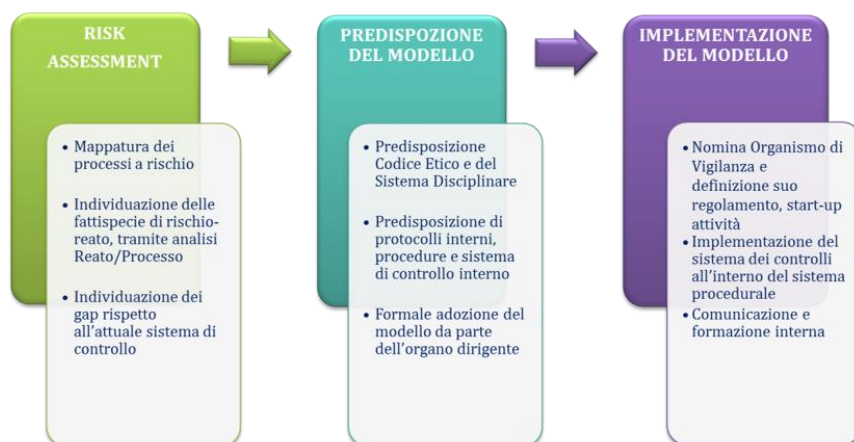 RISK
ASSESSMENT
• Mappatura dei
processi a rischio
• Individuazione delle
fattispecie di rischio-
reato, tramite analisi
Reato/Processo
• Individuazione dei
gap rispetto
all'attuale sistema di
controllo
PREDISPOZIONE
DEL MODELLO
• Predisposizione
Codice Etico e del
Sistema Disciplinare
• Predisposizione di
protocolli interni,
procedure e sistema
di controllo interno
• Formale adozione del
modello da parte
dell'organo dirigente
IMPLEMENTAZIONE
DEL MODELLO
• Nomina Organismo di
Vigilanza e
definizione suo
regolamento, start-up
attività
• Implementazione del
sistema dei controlli
all'interno del sistema
procedurale
• Comunicazione e
formazione interna